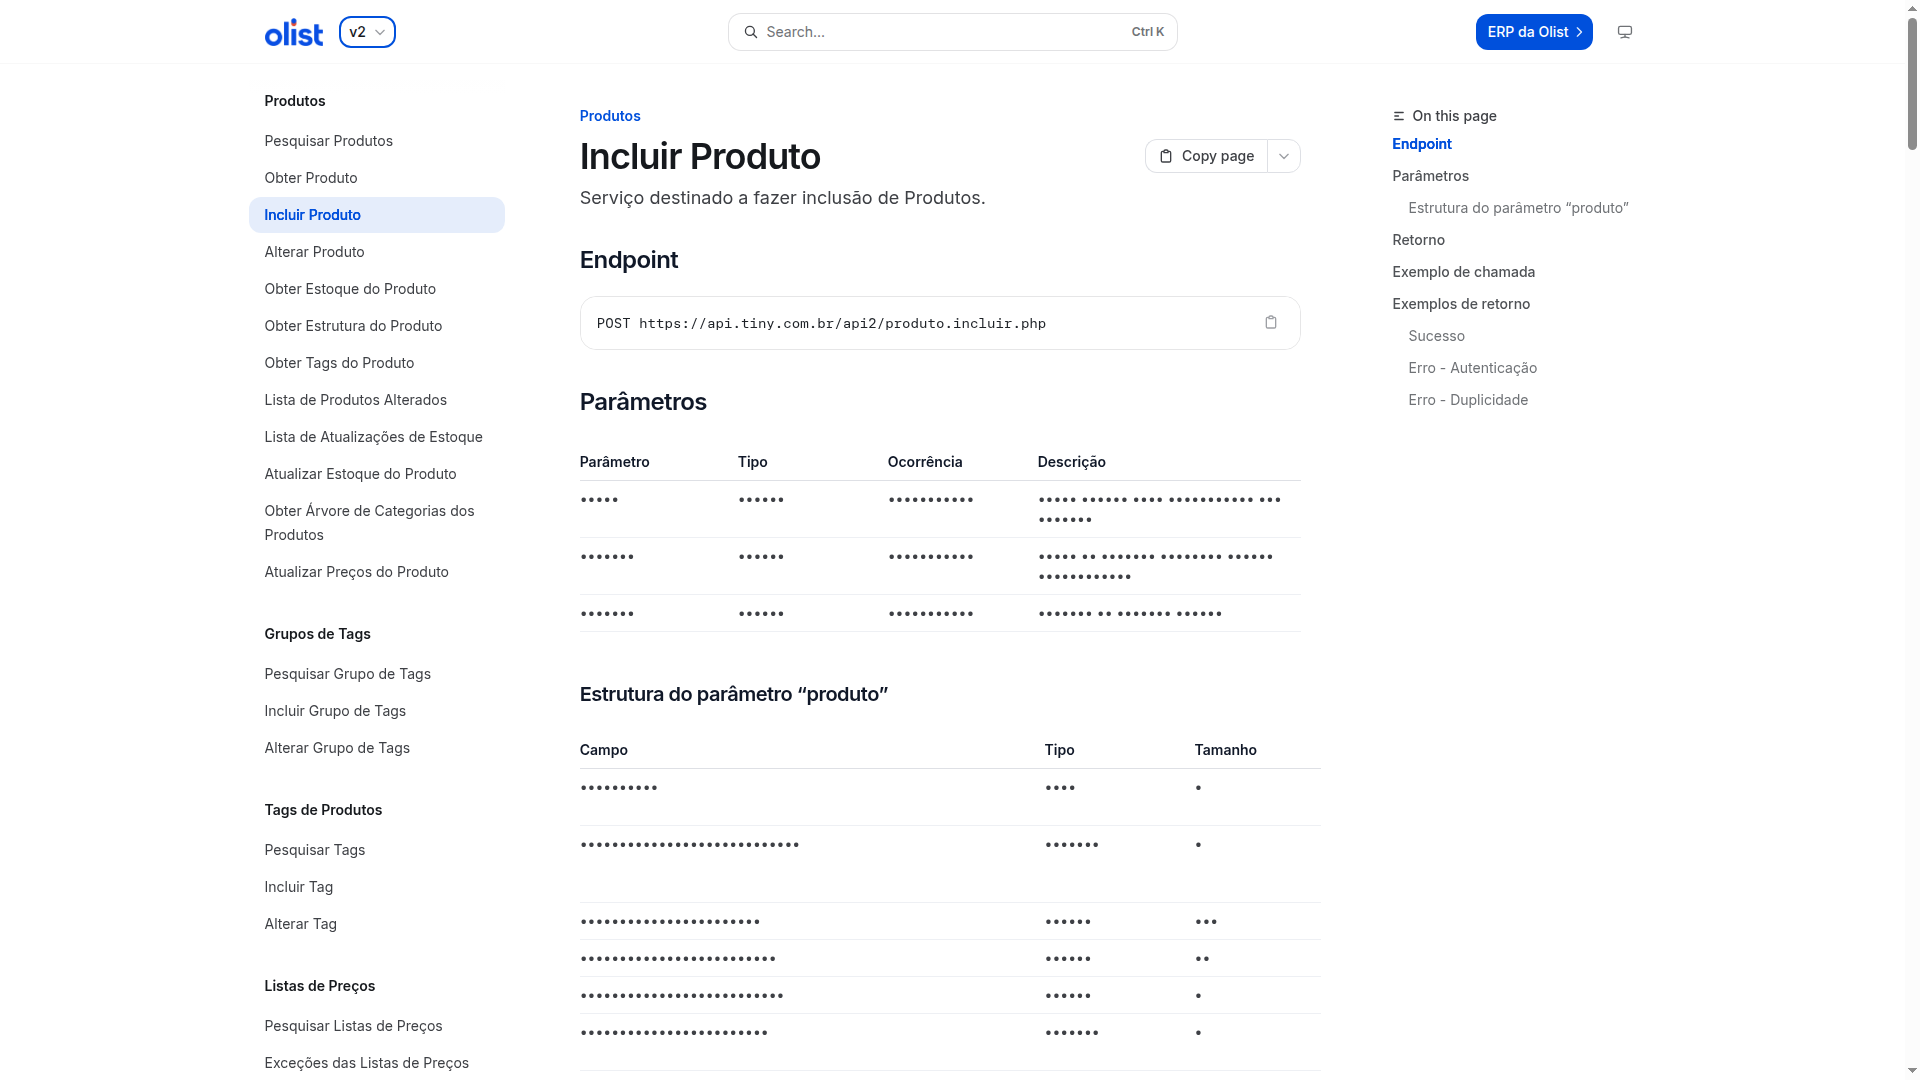 olist
v2
Search...
Ctrl K
ERP da Olist
Produtos
Pesquisar Produtos
Obter Produto
Incluir Produto
Alterar Produto
Obter Estoque do Produto
Obter Estrutura do Produto
Obter Tags do Produto
Lista de Produtos Alterados
Lista de Atualizações de Estoque
Atualizar Estoque do Produto
Obter Árvore de Categorias dos
Produtos
Atualizar Preços do Produto
Grupos de Tags
Pesquisar Grupo de Tags
Incluir Grupo de Tags
Alterar Grupo de Tags
Tags de Produtos
Pesquisar Tags
Incluir Tag
Alterar Tag
Listas de Preços
Pesquisar Listas de Preços
Exceções das Listas de Preços
Produtos
Incluir Produto
Copy page
Serviço destinado a fazer inclusão de Produtos.
Endpoint
POST https://api.tiny.com.br/api2/produto.incluir.php
Parâmetros
Parâmetro Tipo Ocorrência Descrição
Estrutura do parâmetro “produto”
Campo Tipo Tamanho
On this page
Endpoint
Parâmetros
Estrutura do parâmetro “produto”
Retorno
Exemplo de chamada
Exemplos de retorno
Sucesso
Erro - Autenticação
Erro - Duplicidade